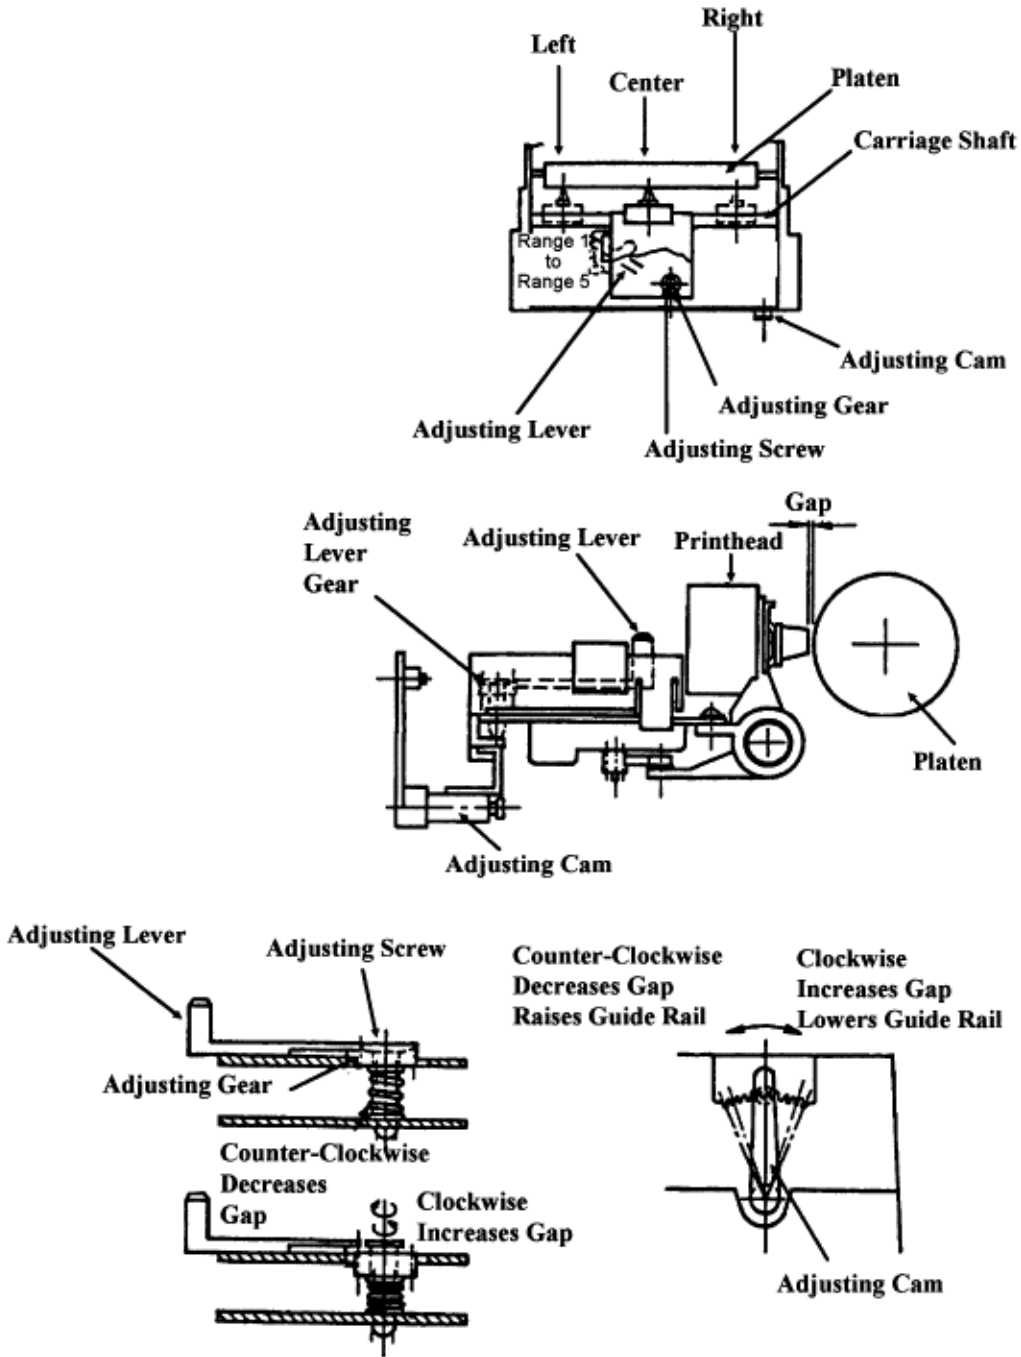 Right
Left
Center
Platen
Carriage Shaft
Range 1
to
Range 5
Adjusting Cam
Adjusting Gear
Adjusting Lever
Adjusting Screw
Gap
Adjusting
Lever
Gear
Adjusting Lever
Printhead
Platen
Adjusting Cam
Adjusting Lever
Adjusting Screw
Adjusting Gear
Counter-Clockwise
Decreases Gap
Raises Guide Rail
Clockwise
Increases Gap
Lowers Guide Rail
Counter-Clockwise
Decreases
Gap
Clockwise
Increases Gap
Adjusting Cam